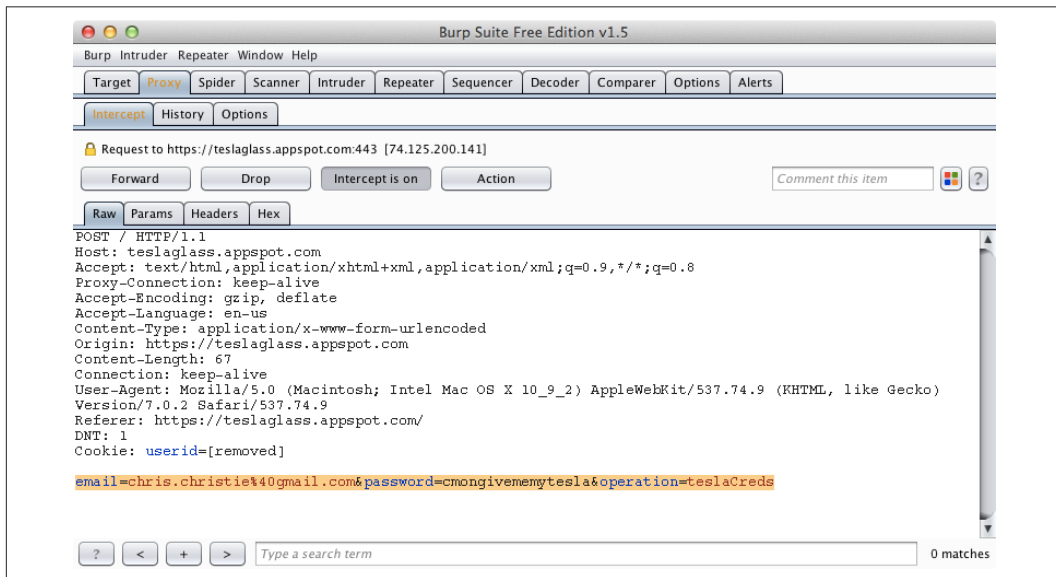 Burp Suite Free Edition v1.5
Burp Intruder Repeater Window Help
Target Proxy Spider Scanner Intruder Repeater Sequencer Decoder Comparer Options Alerts
Intercept History Options
Request to https://teslaglass.appspot.com:443 [74.125.200.141]
Forward Drop Intercept is on Action Comment this item ?
Raw Params Headers Hex
POST / HTTP/1.1
Host: teslaglass.appspot.com
Accept: text/html,application/xhtml+xml,application/xml;q=0.9,*/*;q=0.8
Proxy-Connection: keep-alive
Accept-Encoding: gzip, deflate
Accept-Language: en-us
Content-Type: application/x-www-form-urlencoded
Origin: https://teslaglass.appspot.com
Content-Length: 67
Connection: keep-alive
User-Agent: Mozilla/5.0 (Macintosh; Intel Mac OS X 10_9_2) AppleWebKit/537.74.9 (KHTML, like Gecko)
Version/7.0.2 Safari/537.74.9
Referer: https://teslaglass.appspot.com/
DNT: 1
Cookie: userid=[removed]
email=chris.christie%40gmail.com&password=cmongivememytesla&operation=teslaCreds
? < + > Type a search term 0 matches